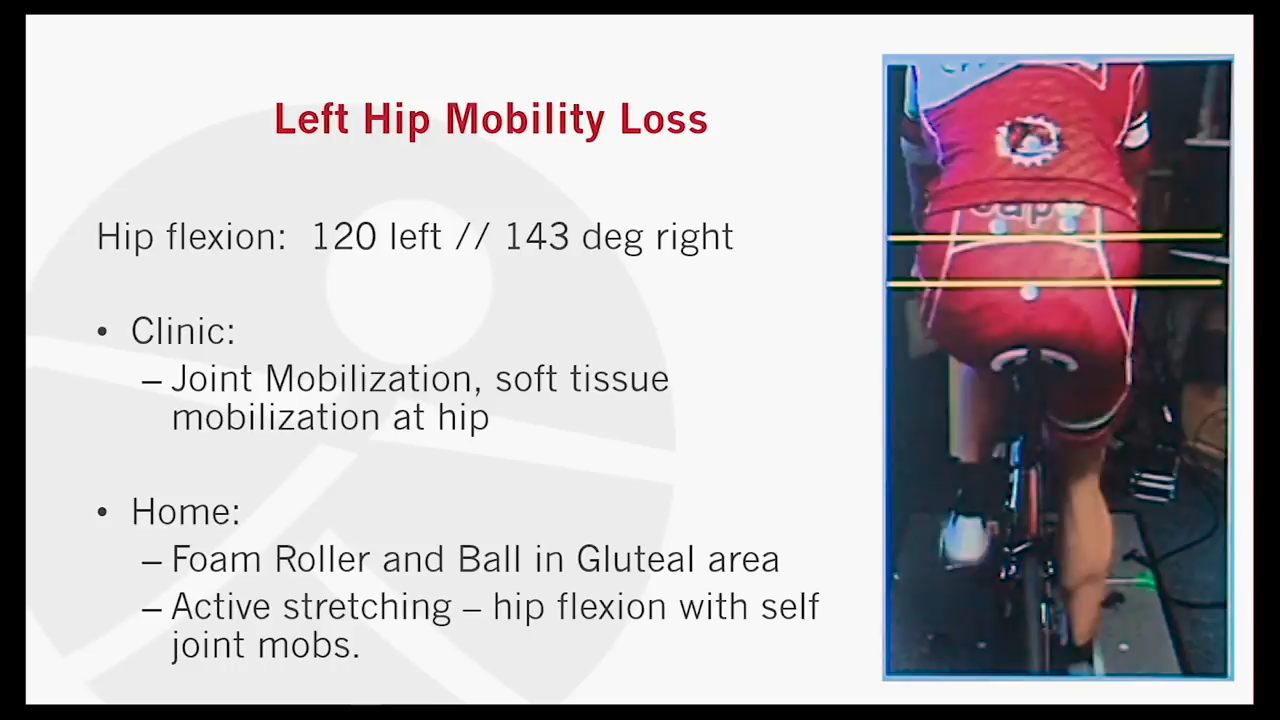 Left Hip Mobility Loss
Hip flexion: 120 left // 143 deg right
• Clinic:
– Joint Mobilization, soft tissue
mobilization at hip
• Home:
– Foam Roller and Ball in Gluteal area
– Active stretching – hip flexion with self
joint mobs.